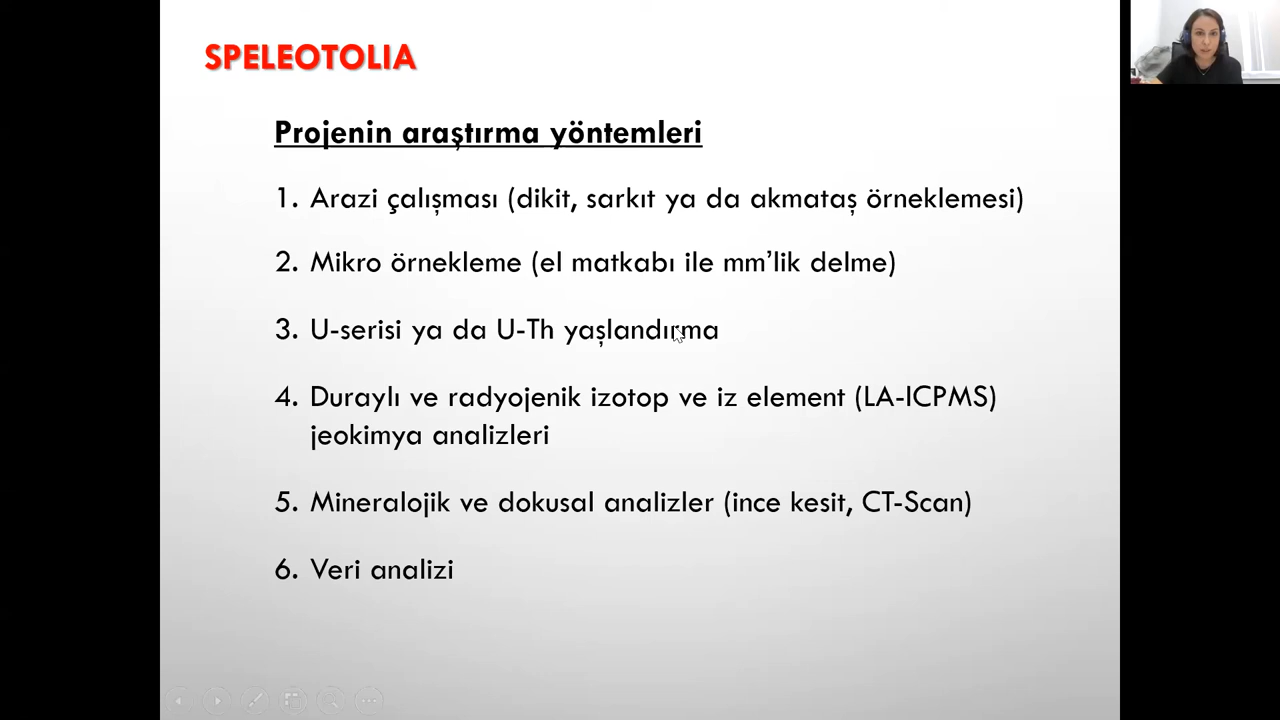 SPELEOTOLIA
Projenin araştırma yöntemleri
1. Arazi çalışması (dikit, sarkıt ya da akmataş örneklemesi)
2. Mikro örnekleme (el matkabı ile mm’lik delme)
3. U-serisi ya da U-Th yaşlandırma
4. Duraylı ve radyojenik izotop ve iz element (LA-ICPMS)
jeokimya analizleri
5. Mineralojik ve dokusal analizler (ince kesit, CT-Scan)
6. Veri analizi